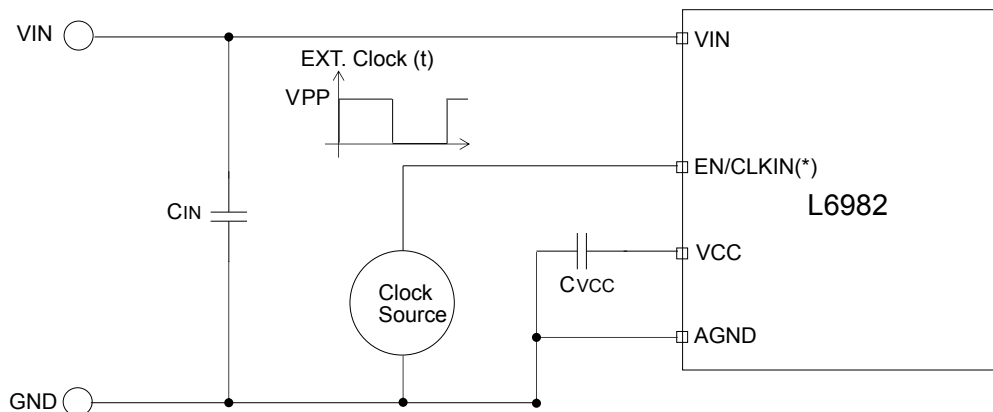 VIN
VIN
EXT. Clock (t)
VPP
EN/CLKIN(*)
L6982
CIN
VCC
CVCC
Clock
Source
AGND
GND